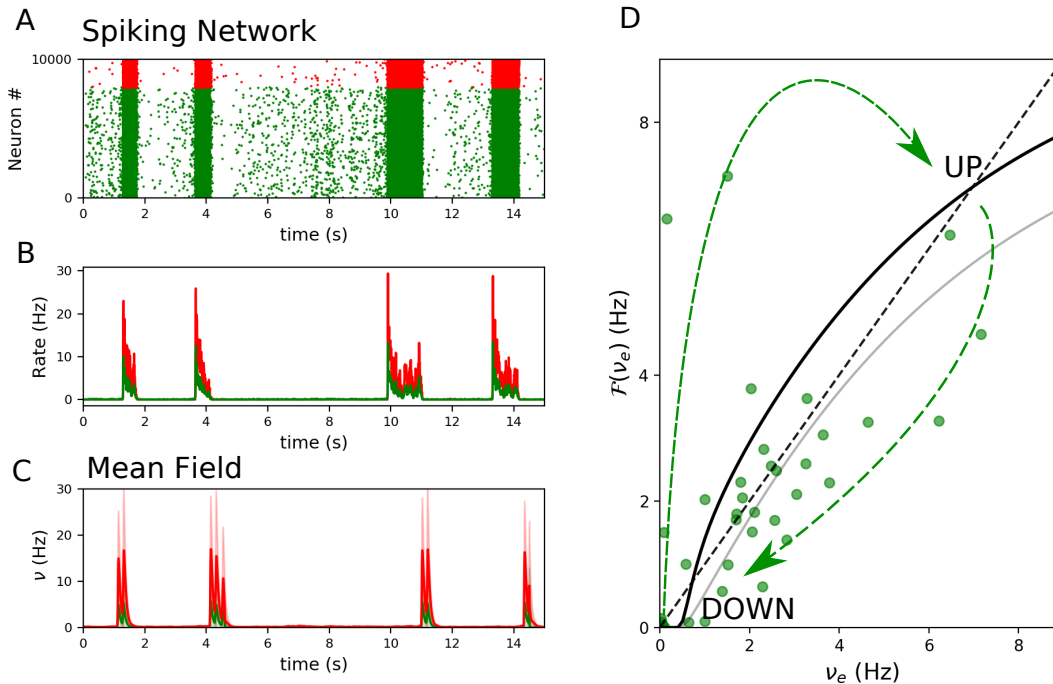 A
Spiking Network
10000
0
Neuron #
0 2 4 6 8 10 12 14
time (s)
B
30
20
10
0
Rate (Hz)
0 2 4 6 8 10 12 14
time (s)
C
Mean Field
30
20
10
0
ν (Hz)
0 2 4 6 8 10 12 14
time (s)
D
8
4
0
ℱ(νₑ) (Hz)
UP
DOWN
0 2 4 6 8
νₑ (Hz)